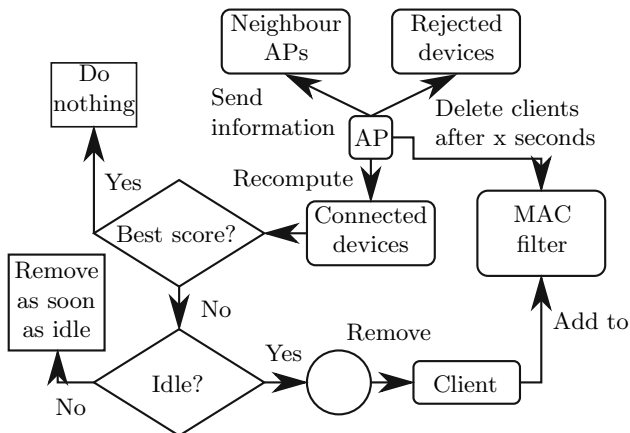 Neighbour
APs
Rejected
devices
Do
nothing
Send
information
AP
Delete clients
after x seconds
Yes
Recompute
Best score?
Connected
devices
MAC
filter
Remove
as soon
as idle
No
Remove
Add to
Idle?
Yes
Client
No